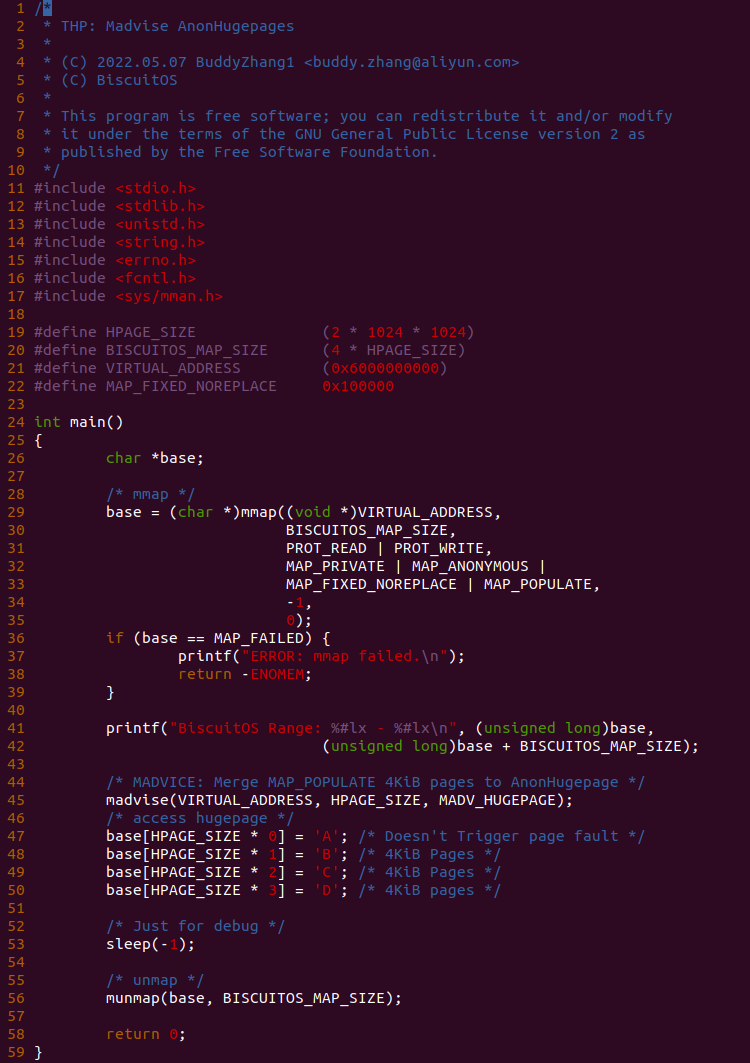 1 /*
2  * THP: Madvise AnonHugepages
3  *
4  * (C) 2022.05.07 BuddyZhang1 <buddy.zhang@aliyun.com>
5  * (C) BiscuitOS
6  *
7  * This program is free software; you can redistribute it and/or modify
8  * it under the terms of the GNU General Public License version 2 as
9  * published by the Free Software Foundation.
10  */
11 #include <stdio.h>
12 #include <stdlib.h>
13 #include <unistd.h>
14 #include <string.h>
15 #include <errno.h>
16 #include <fcntl.h>
17 #include <sys/mman.h>
18
19 #define HPAGE_SIZE              (2 * 1024 * 1024)
20 #define BISCUITOS_MAP_SIZE      (4 * HPAGE_SIZE)
21 #define VIRTUAL_ADDRESS         (0x6000000000)
22 #define MAP_FIXED_NOREPLACE     0x100000
23
24 int main()
25 {
26         char *base;
27
28         /* mmap */
29         base = (char *)mmap((void *)VIRTUAL_ADDRESS,
30                             BISCUITOS_MAP_SIZE,
31                             PROT_READ | PROT_WRITE,
32                             MAP_PRIVATE | MAP_ANONYMOUS |
33                             MAP_FIXED_NOREPLACE | MAP_POPULATE,
34                             -1,
35                             0);
36         if (base == MAP_FAILED) {
37                 printf("ERROR: mmap failed.\n");
38                 return -ENOMEM;
39         }
40
41         printf("BiscuitOS Range: %#lx - %#lx\n", (unsigned long)base,
42                                 (unsigned long)base + BISCUITOS_MAP_SIZE);
43
44         /* MADVICE: Merge MAP_POPULATE 4KiB pages to AnonHugepage */
45         madvise(VIRTUAL_ADDRESS, HPAGE_SIZE, MADV_HUGEPAGE);
46         /* access hugepage */
47         base[HPAGE_SIZE * 0] = 'A'; /* Doesn't Trigger page fault */
48         base[HPAGE_SIZE * 1] = 'B'; /* 4KiB Pages */
49         base[HPAGE_SIZE * 2] = 'C'; /* 4KiB Pages */
50         base[HPAGE_SIZE * 3] = 'D'; /* 4KiB pages */
51
52         /* Just for debug */
53         sleep(-1);
54
55         /* unmap */
56         munmap(base, BISCUITOS_MAP_SIZE);
57
58         return 0;
59 }